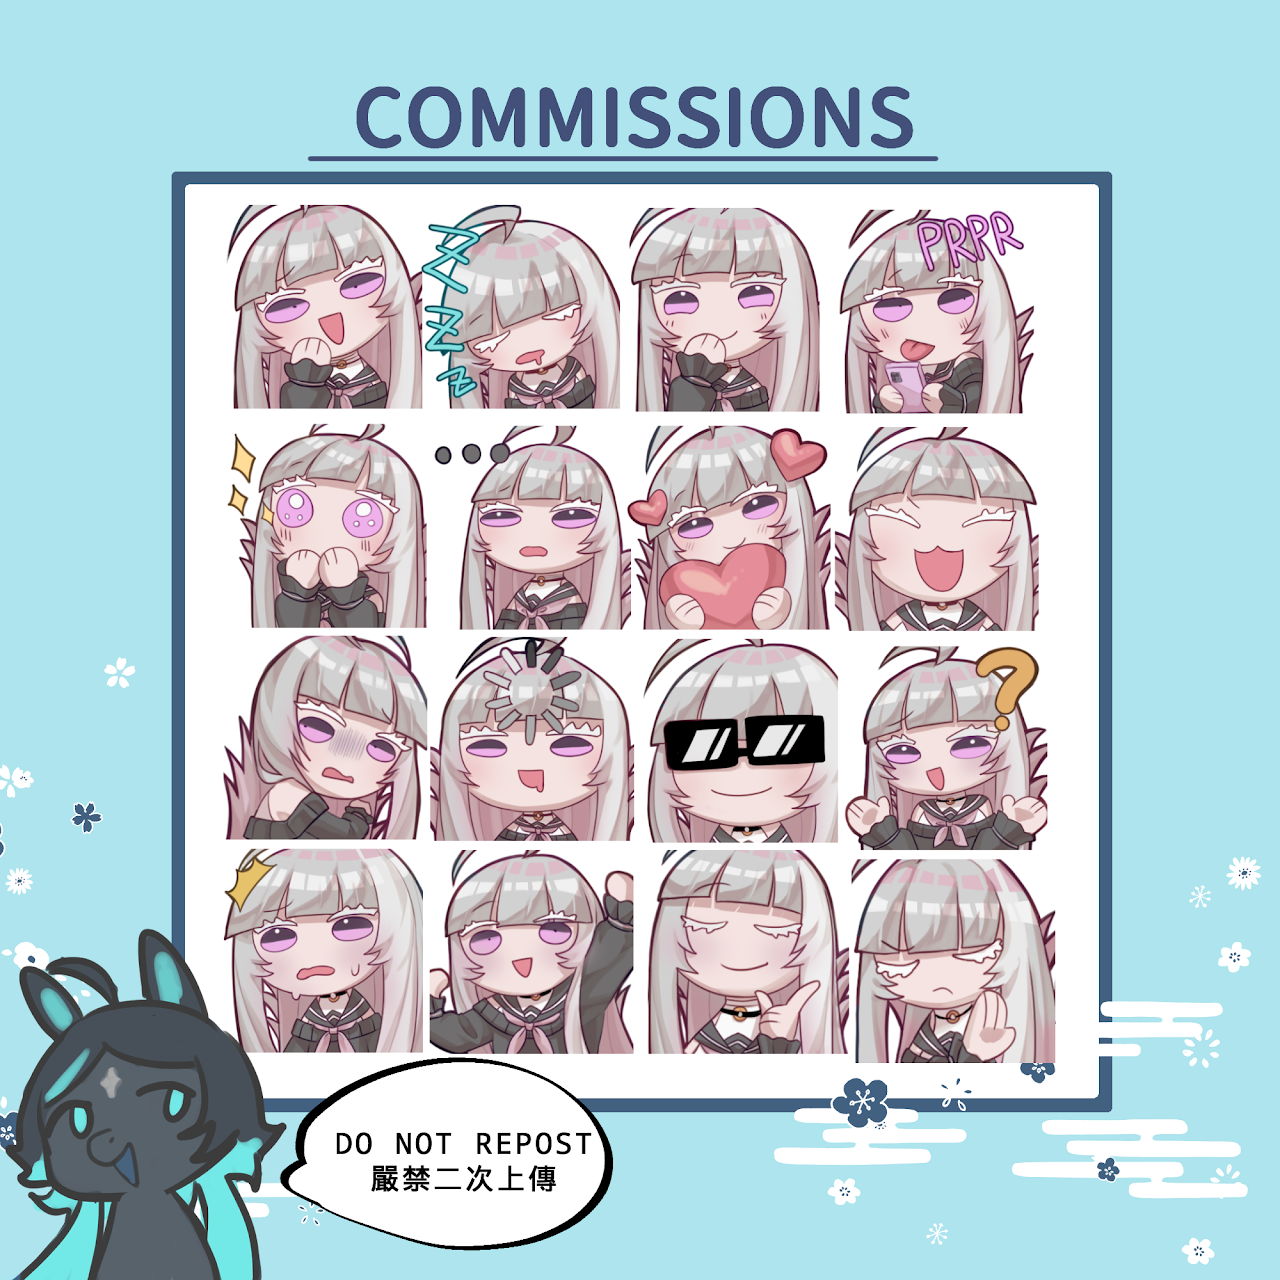 COMMISSIONS
Z
PRPR
Z
Z
...
?
DO NOT REPOST
嚴禁二次上傳